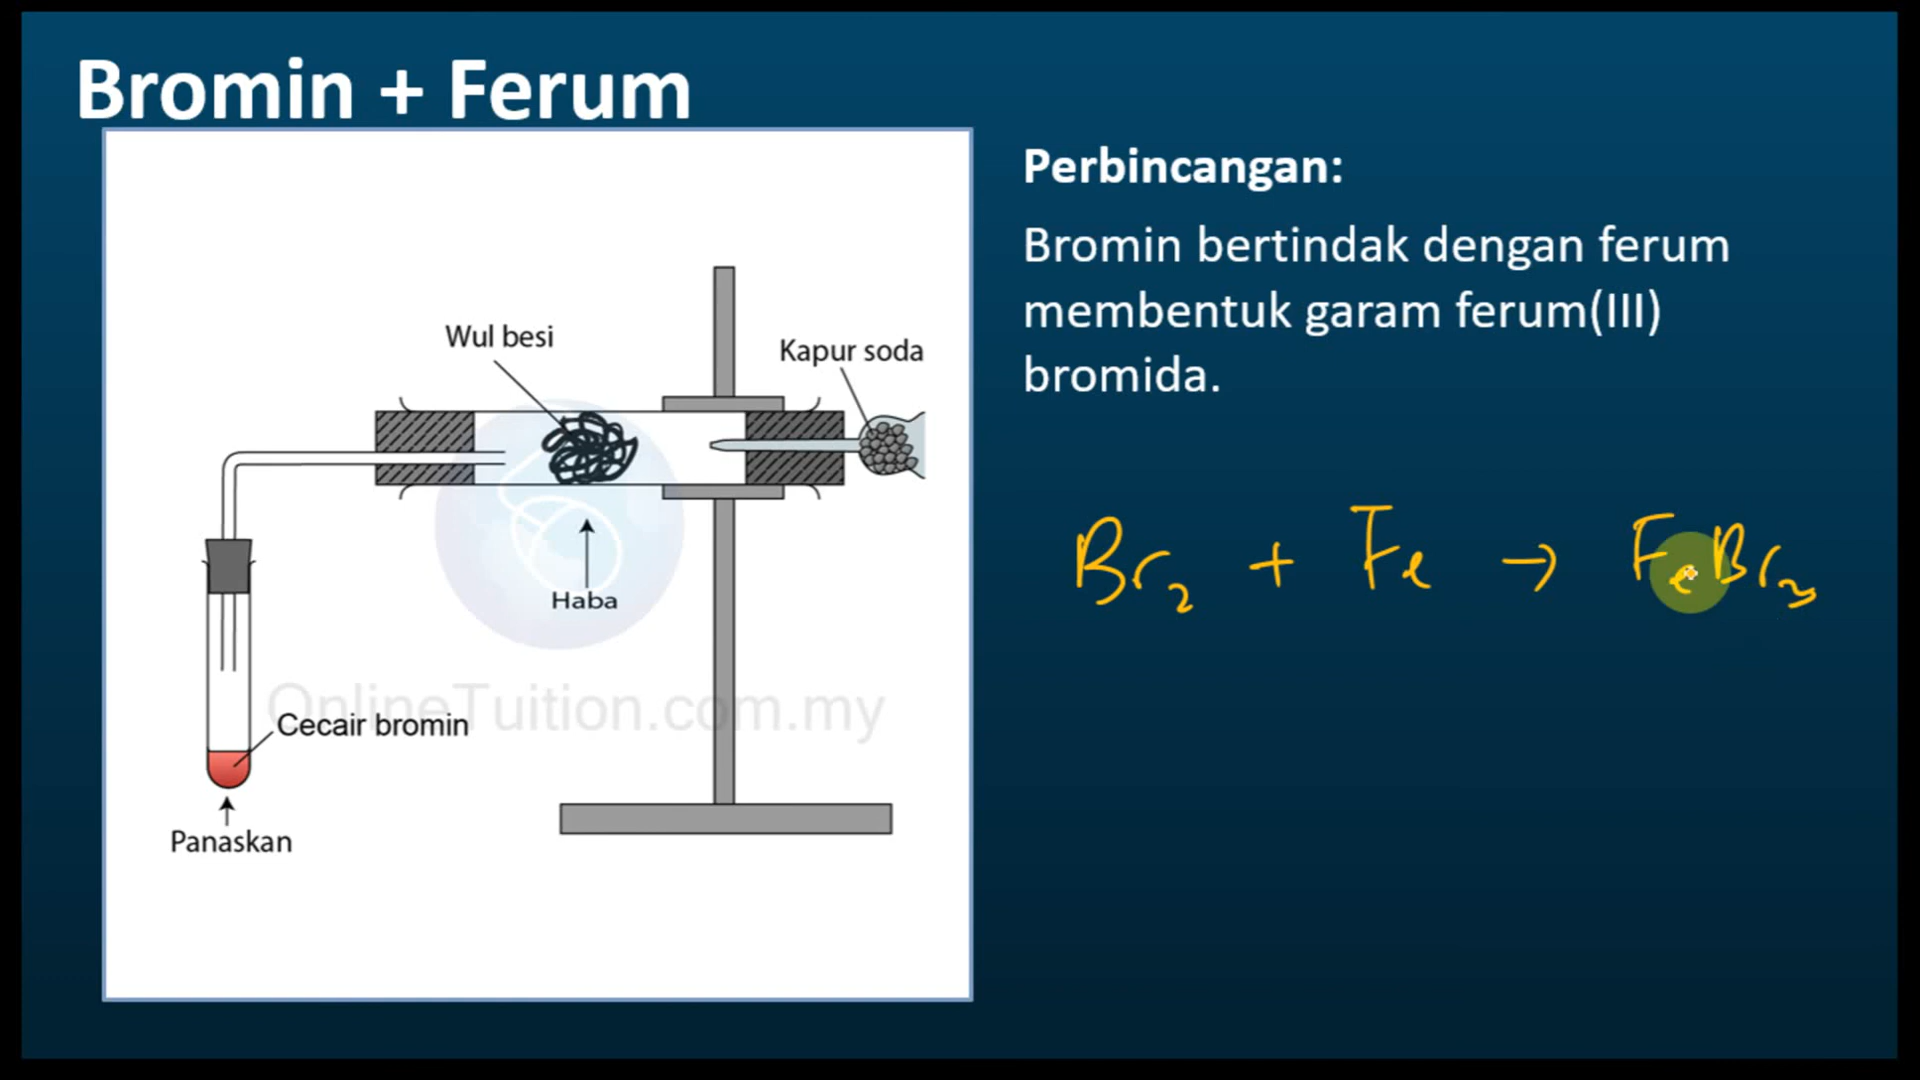 Bromin + Ferum
Perbincangan:
Bromin bertindak dengan ferum
membentuk garam ferum(III)
bromida.
Wul besi
Kapur soda
Haba
OnlineTuition.com.my
Cecair bromin
Panaskan
Br₂ + Fe → FeBr₃